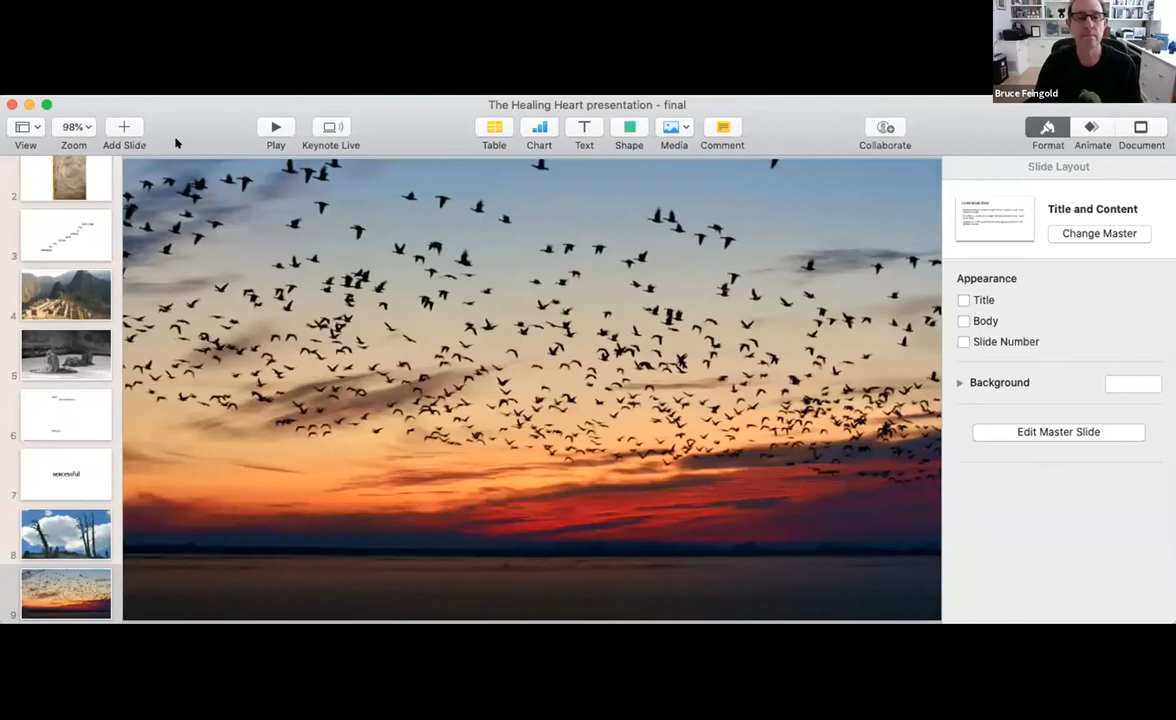 Bruce Feingold
The Healing Heart presentation - final
98%
View Zoom Add Slide Play Keynote Live Table Chart Text Shape Media Comment Collaborate Format Animate Document
Slide Layout
Title and Content
Change Master
Appearance
Title
Body
Slide Number
Background
Edit Master Slide
2
3
4
5
6
7
sexcessful
8
9